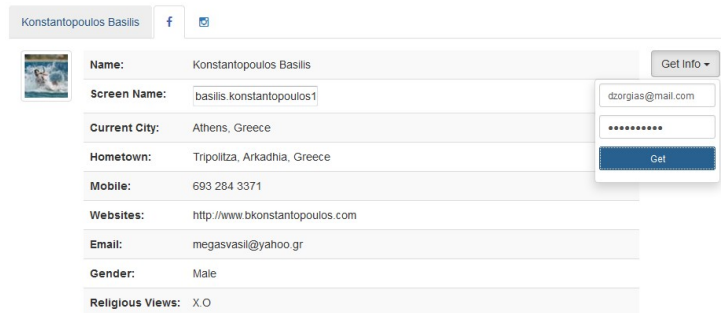 Konstantopoulos Basilis f
Name: Konstantopoulos Basilis Get Info
Screen Name: basilis.konstantopoulos1 dzorgias@mail.com
Current City: Athens, Greece ••••••••••
Hometown: Tripolitza, Arkadhia, Greece Get
Mobile: 693 284 3371
Websites: http://www.bkonstantopoulos.com
Email: megasvasil@yahoo.gr
Gender: Male
Religious Views: X.O